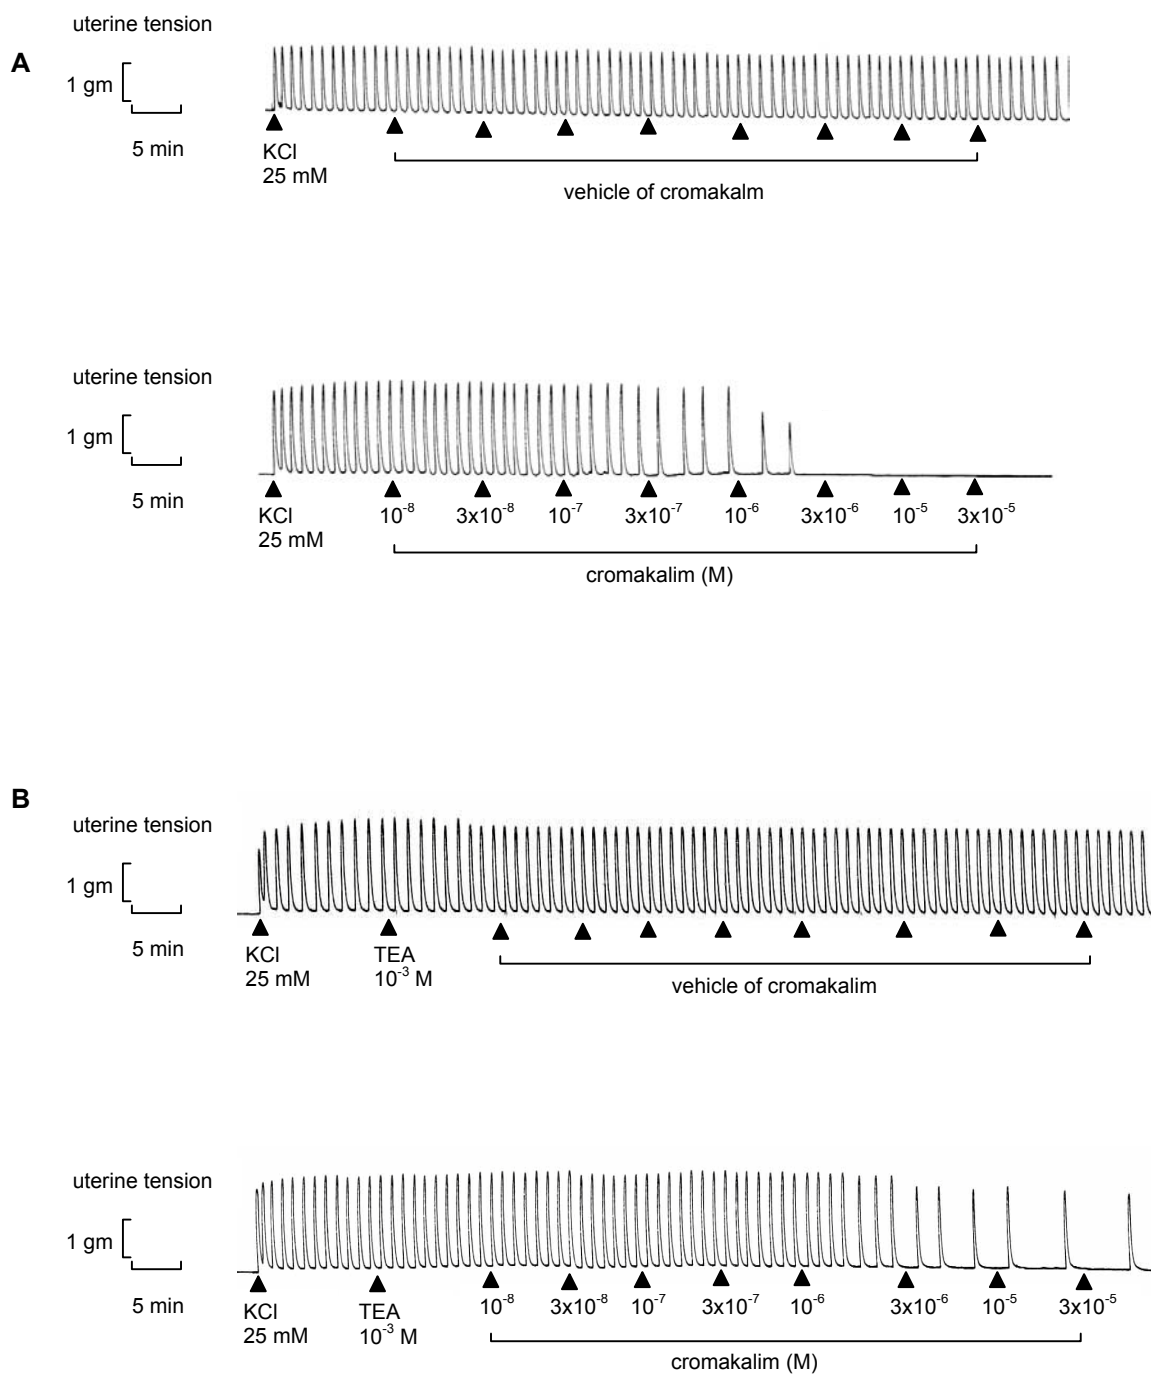 uterine tension
A
1 gm
5 min
KCl
25 mM
vehicle of cromakalm
uterine tension
1 gm
5 min
KCl
25 mM
10⁻⁸ 3x10⁻⁸ 10⁻⁷ 3x10⁻⁷ 10⁻⁶ 3x10⁻⁶ 10⁻⁵ 3x10⁻⁵
cromakalim (M)
B
uterine tension
1 gm
5 min
KCl
25 mM
TEA
10⁻³ M
vehicle of cromakalim
uterine tension
1 gm
5 min
KCl
25 mM
TEA
10⁻³ M
10⁻⁸ 3x10⁻⁸ 10⁻⁷ 3x10⁻⁷ 10⁻⁶ 3x10⁻⁶ 10⁻⁵ 3x10⁻⁵
cromakalim (M)